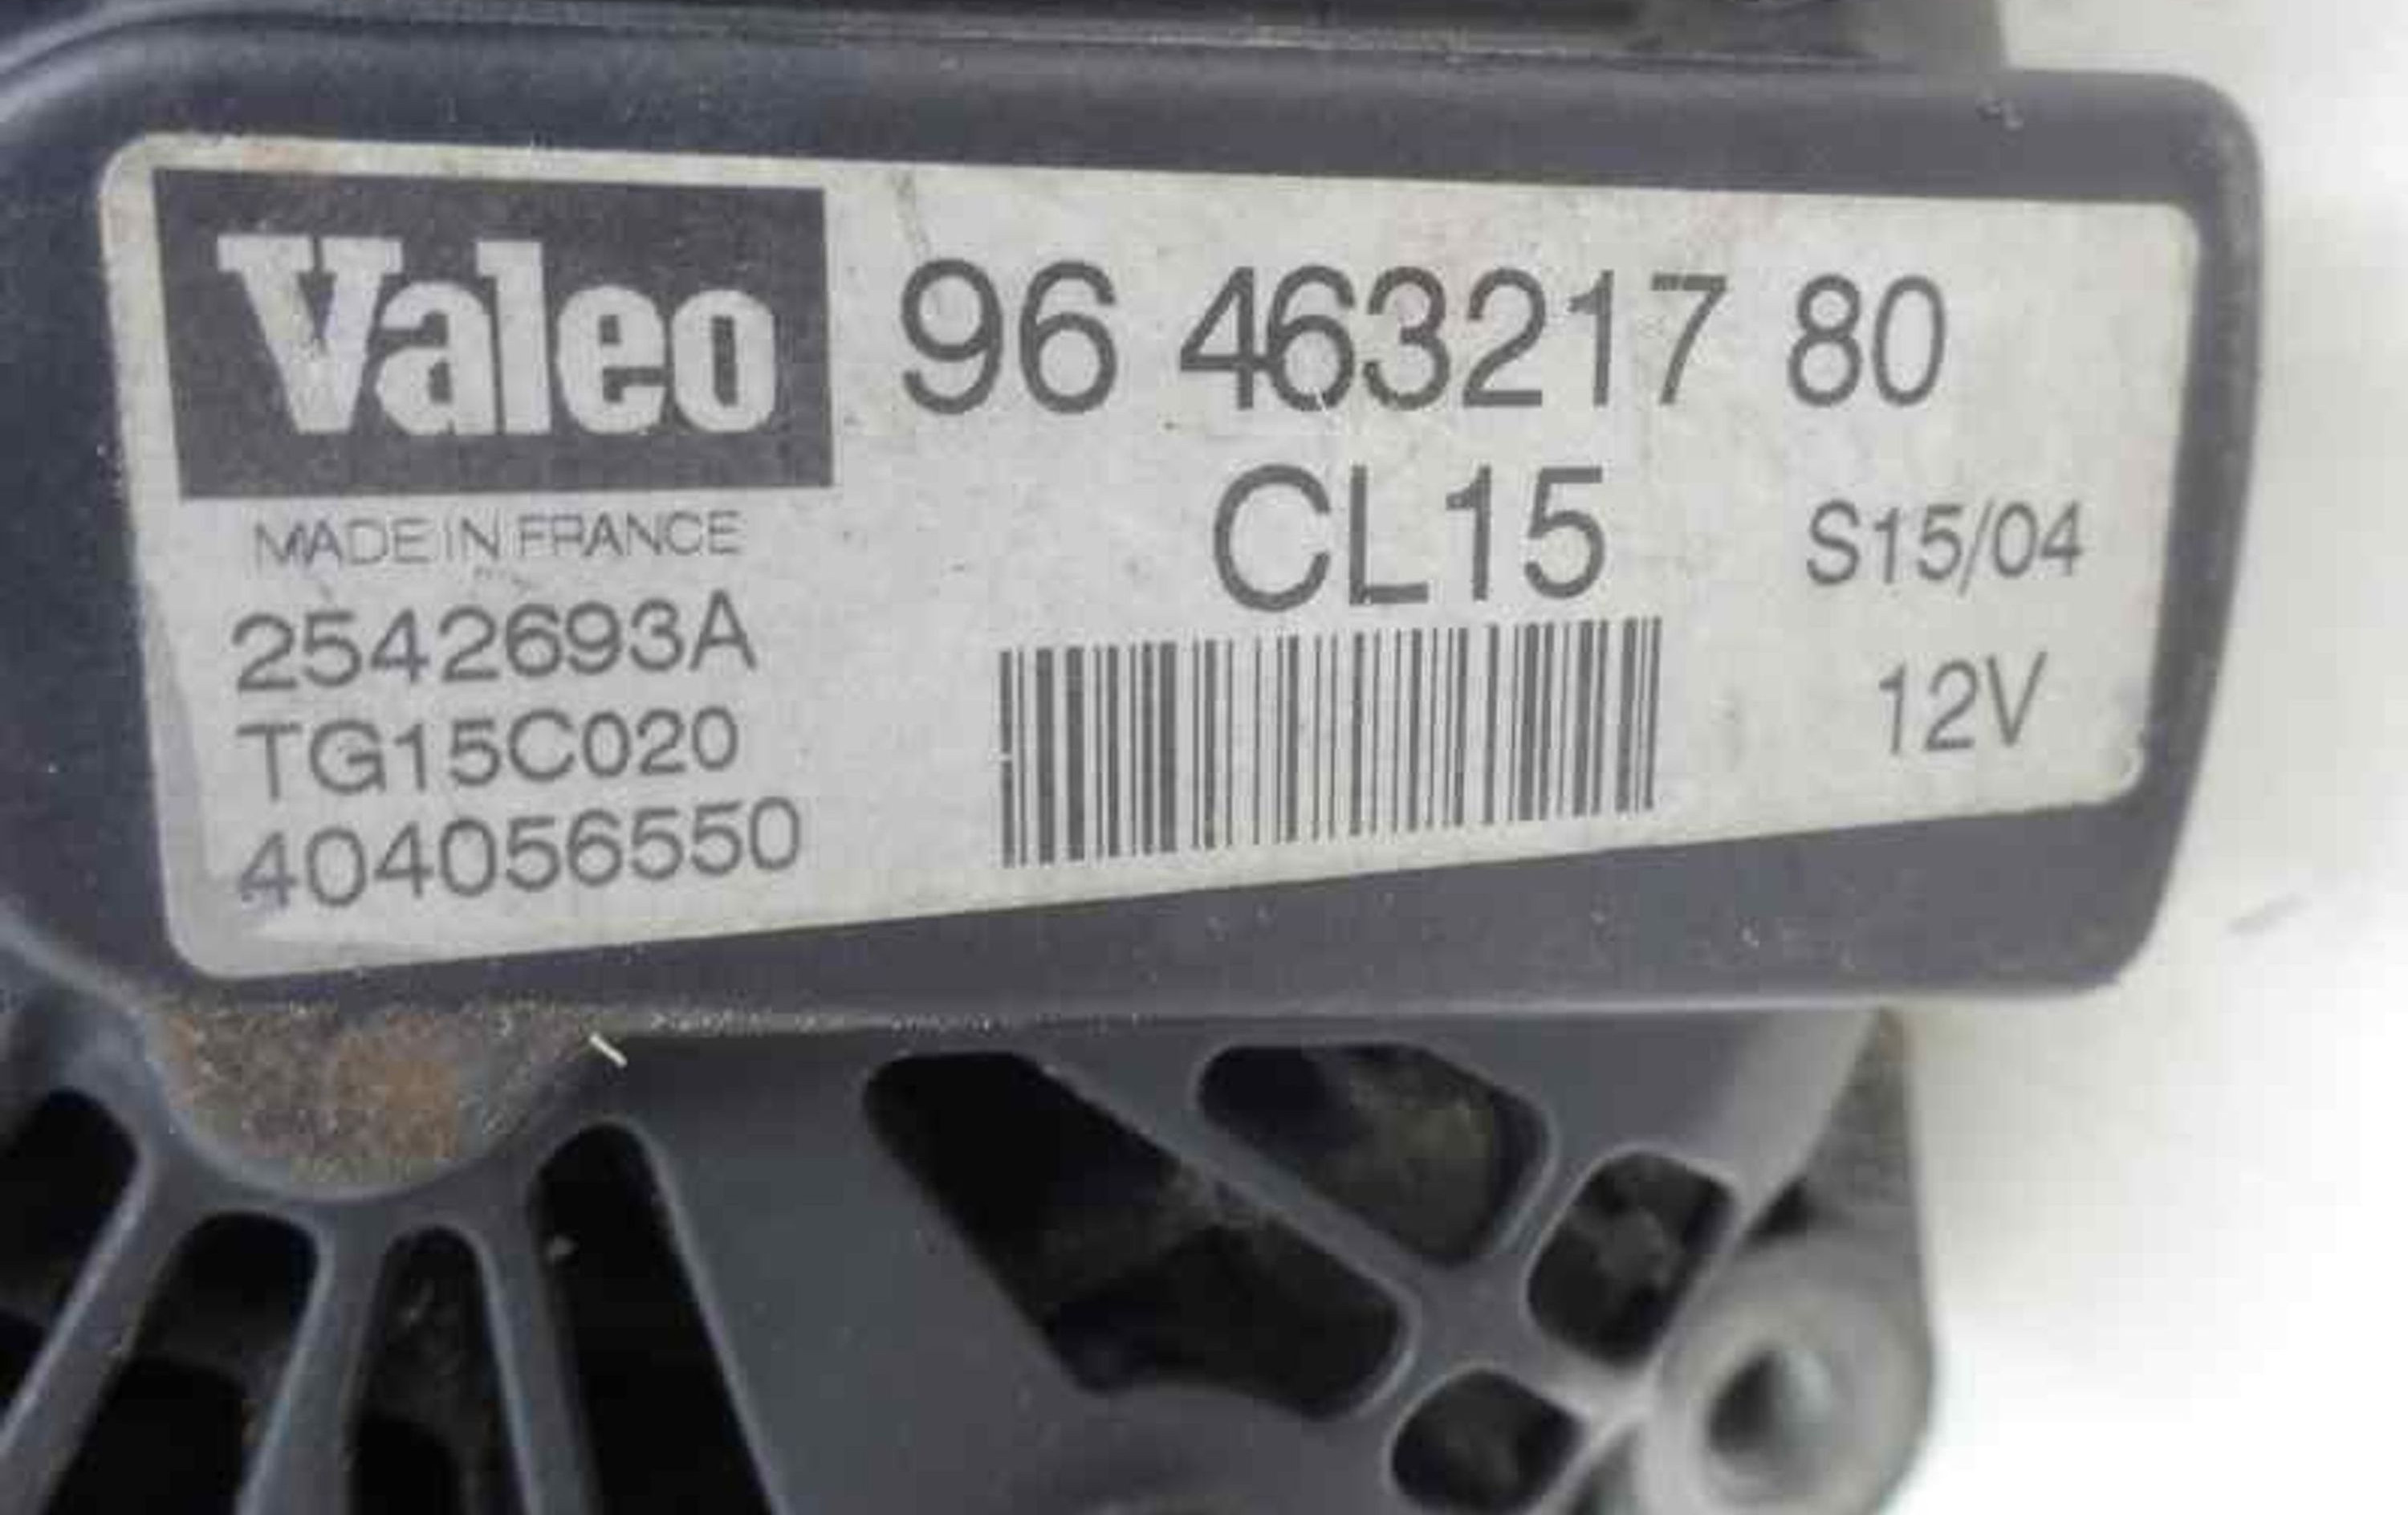 Valeo
96 463217 80
CL15
S15/04
12V
MADE IN FRANCE
2542693A
TG15C020
404056550